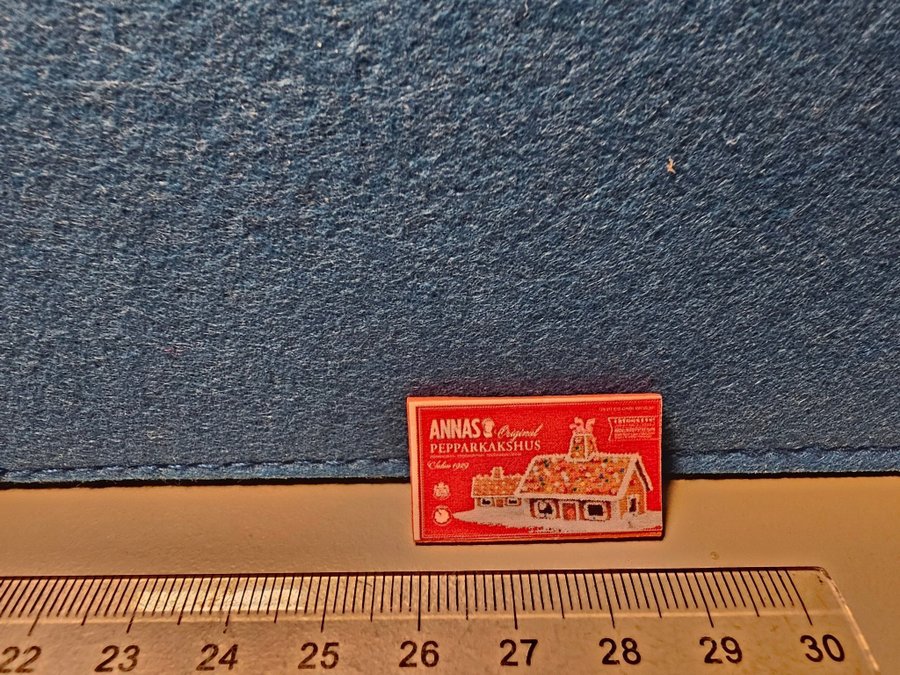 ANNAS Original
PEPPARKAKSHUS
Sedan 1929
22 23 24 25 26 27 28 29 30